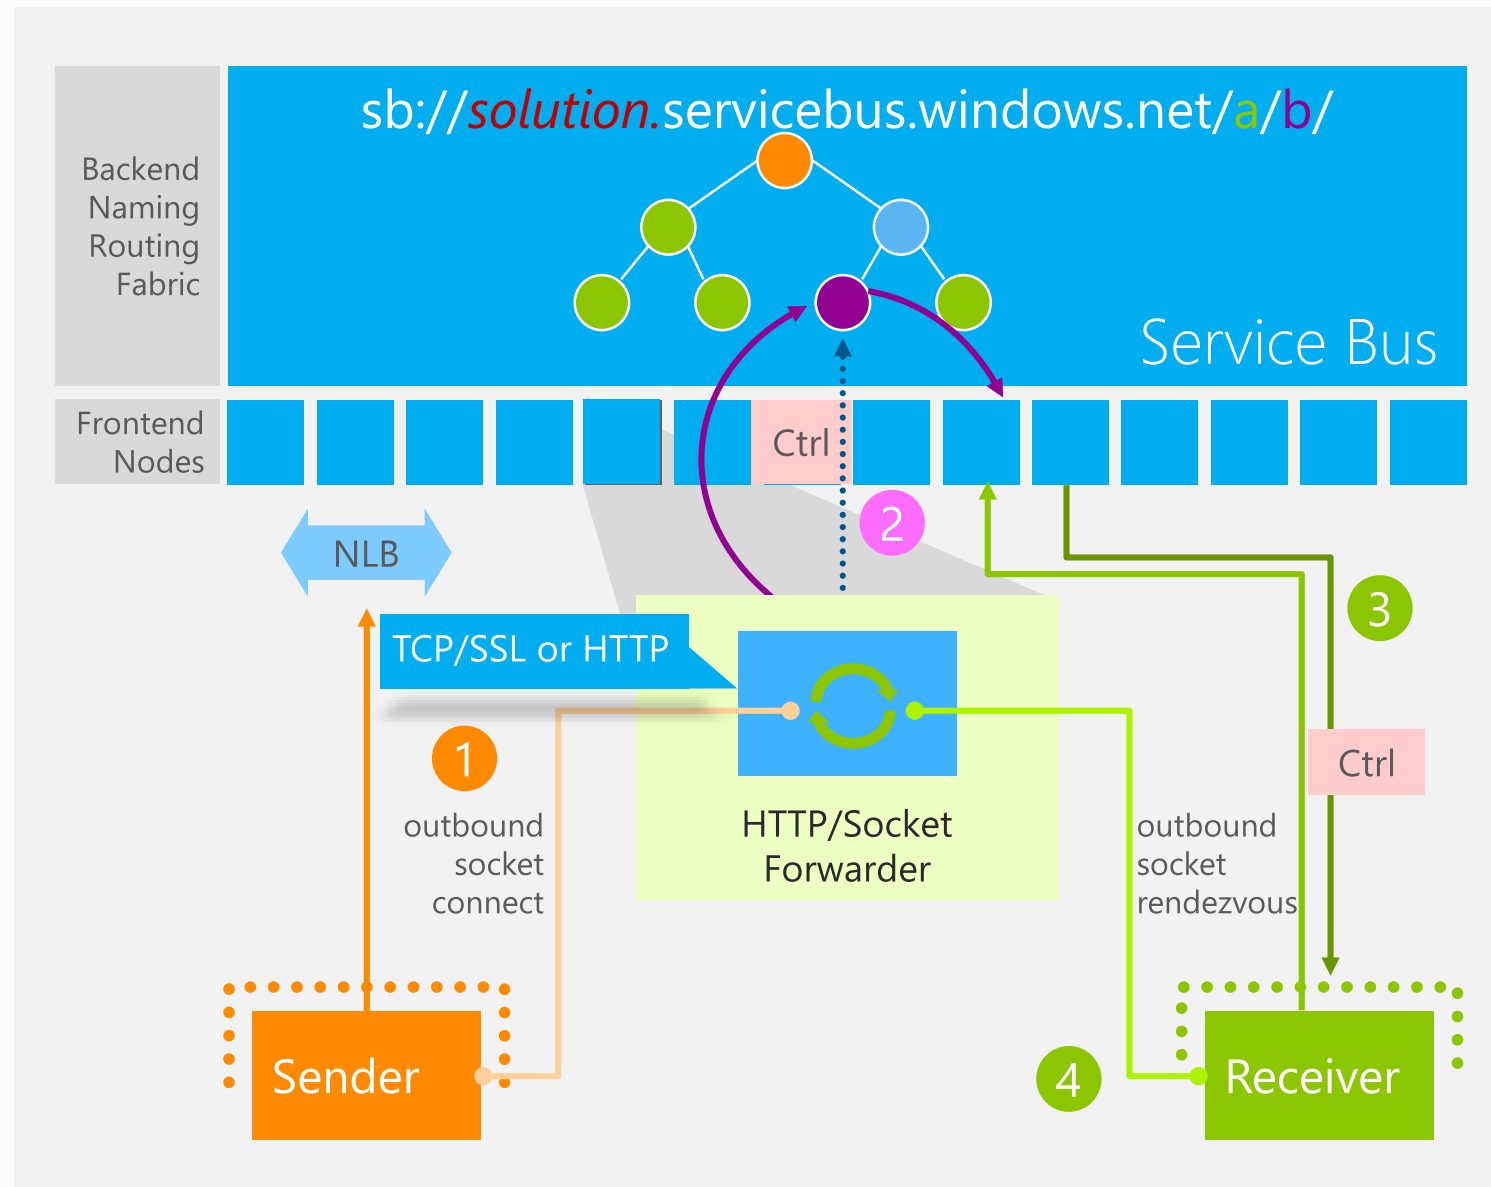 sb://solution.servicebus.windows.net/a/b/
Backend
Naming
Routing
Fabric
Service Bus
Frontend
Nodes
Ctrl
2
NLB
3
TCP/SSL or HTTP
1
Ctrl
outbound
socket
connect
HTTP/Socket
Forwarder
outbound
socket
rendezvous
Sender
4
Receiver